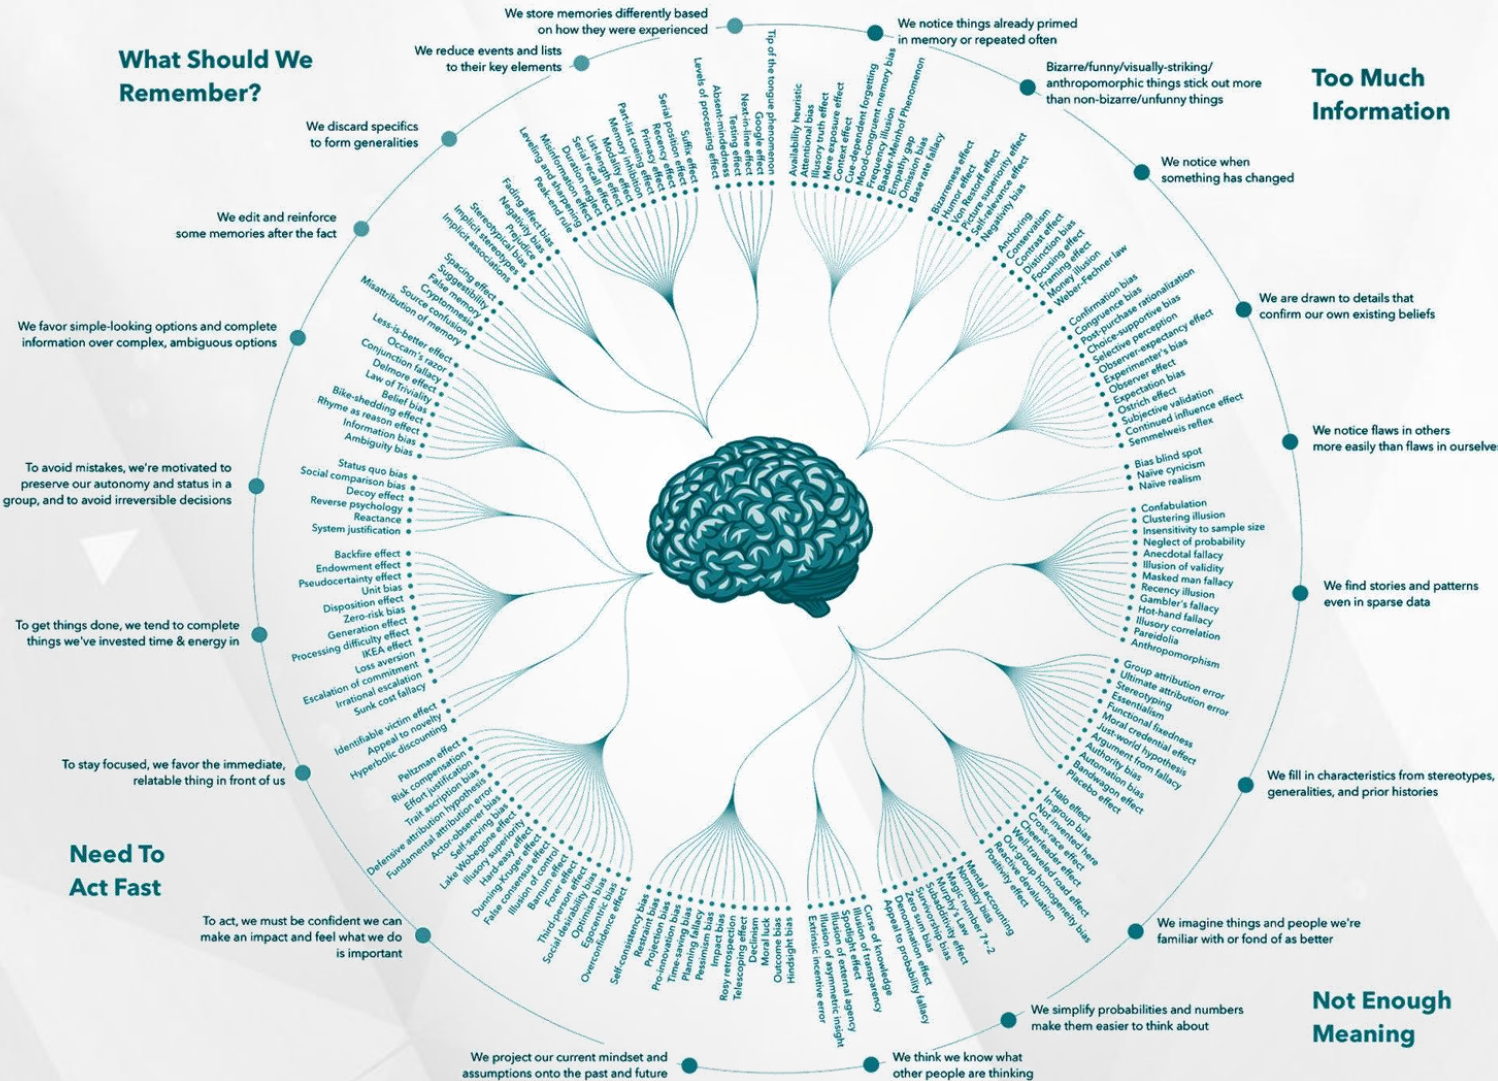 What Should We
Remember?
We store memories differently based
on how they were experienced
We reduce events and lists
to their key elements
We discard specifics
to form generalities
We edit and reinforce
some memories after the fact
We favor simple-looking options and complete
information over complex, ambiguous options
To avoid mistakes, we're motivated to
preserve our autonomy and status in a
group, and to avoid irreversible decisions
To get things done, we tend to complete
things we've invested time & energy in
To stay focused, we favor the immediate,
relatable thing in front of us
Need To
Act Fast
To act, we must be confident we can
make an impact and feel what we do
is important
We project our current mindset and
assumptions onto the past and future
We notice things already primed
in memory or repeated often
Bizarre/funny/visually-striking/
anthropomorphic things stick out more
than non-bizarre/unfunny things
Too Much
Information
We notice when
something has changed
We are drawn to details that
confirm our own existing beliefs
We notice flaws in others
more easily than flaws in ourselve
We find stories and patterns
even in sparse data
We fill in characteristics from stereotypes,
generalities, and prior histories
We imagine things and people we're
familiar with or fond of as better
We simplify probabilities and numbers
make them easier to think about
We think we know what
other people are thinking
Not Enough
Meaning
Availability heuristic
Attentional bias
Illusory truth effect
Mere exposure effect
Context effect
Cue-dependent forgetting
Mood-congruent memory bias
Frequency illusion
Baader-Meinhof Phenomenon
Empathy gap
Omission bias
Base rate fallacy
Bizarreness effect
Humor effect
Von Restorff effect
Picture superiority effect
Self-relevance effect
Negativity bias
Anchoring
Conservatism
Contrast effect
Distinction bias
Focusing effect
Framing effect
Money illusion
Weber-Fechner law
Confirmation bias
Congruence bias
Post-purchase rationalization
Choice-supportive bias
Selective perception
Observer-expectancy effect
Experimenter's bias
Observer effect
Expectation bias
Ostrich effect
Subjective validation
Continued influence effect
Semmelweis reflex
Bias blind spot
Naïve cynicism
Naïve realism
Confabulation
Clustering illusion
Insensitivity to sample size
Neglect of probability
Anecdotal fallacy
Illusion of validity
Masked man fallacy
Recency illusion
Gambler's fallacy
Hot-hand fallacy
Illusory correlation
Pareidolia
Anthropomorphism
Group attribution error
Ultimate attribution error
Stereotyping
Essentialism
Functional fixedness
Moral credential effect
Just-world hypothesis
Argument from fallacy
Authority bias
Automation bias
Bandwagon effect
Placebo effect
Halo effect
In-group bias
Not invented here
Cross-race effect
Cheerleader effect
Well-traveled road effect
Out-group homogeneity bias
Reactive devaluation
Positivity effect
Mental accounting
Normalcy bias
Magic number 7+-2
Murphy's Law
Subadditivity effect
Survivorship bias
Zero sum bias
Denomination effect
Appeal to probability fallacy
Curse of knowledge
Illusion of transparency
Spotlight effect
Illusion of external agency
Illusion of asymmetric insight
Extrinsic incentive error
Hindsight bias
Outcome bias
Moral luck
Declinism
Telescoping effect
Rosy retrospection
Impact bias
Pessimism bias
Planning fallacy
Time-saving bias
Pro-innovation bias
Projection bias
Restraint bias
Self-consistency bias
Overconfidence effect
Egocentric bias
Optimism bias
Social desirability bias
Third-person effect
Forer effect
Barnum effect
Illusion of control
False consensus effect
Dunning-Kruger effect
Hard-easy effect
Illusory superiority
Lake Wobegone effect
Self-serving bias
Actor-observer bias
Fundamental attribution error
Defensive attribution hypothesis
Trait ascription bias
Effort justification
Risk compensation
Peltzman effect
Hyperbolic discounting
Appeal to novelty
Identifiable victim effect
Sunk cost fallacy
Irrational escalation
Escalation of commitment
Loss aversion
IKEA effect
Processing difficulty effect
Generation effect
Zero-risk bias
Disposition effect
Unit bias
Pseudocertainty effect
Endowment effect
Backfire effect
System justification
Reactance
Reverse psychology
Decoy effect
Social comparison bias
Status quo bias
Ambiguity bias
Information bias
Rhyme as reason effect
Bike-shedding effect
Belief bias
Law of Triviality
Delmore effect
Conjunction fallacy
Occam's razor
Less-is-better effect
Misattribution of memory
Source confusion
Cryptomnesia
False memory
Suggestibility
Spacing effect
Implicit associations
Implicit stereotypes
Stereotypical bias
Prejudice
Negativity bias
Fading affect bias
Peak-end rule
Leveling and sharpening
Misinformation effect
Duration neglect
Serial recall effect
List-length effect
Modality effect
Memory inhibition
Part-list cueing effect
Primacy effect
Recency effect
Serial position effect
Suffix effect
Levels of processing effect
Absent-mindedness
Testing effect
Next-in-line effect
Google effect
Tip of the tongue phenomenon